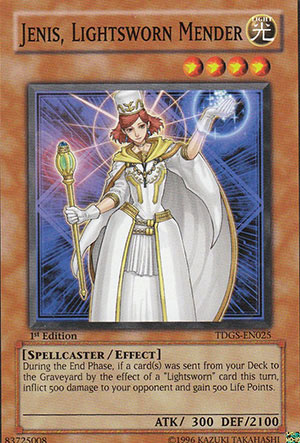 JENIS, LIGHTSWORN MENDER
LIGHT
光
1st Edition
TDGS-EN025
[SPELLCASTER / EFFECT]
During the End Phase, if a card(s) was sent from your Deck to
the Graveyard by the effect of a "Lightsworn" card this turn,
inflict 500 damage to your opponent and gain 500 Life Points.
ATK/ 300 DEF/2100
83725008
©1996 KAZUKI TAKAHASHI